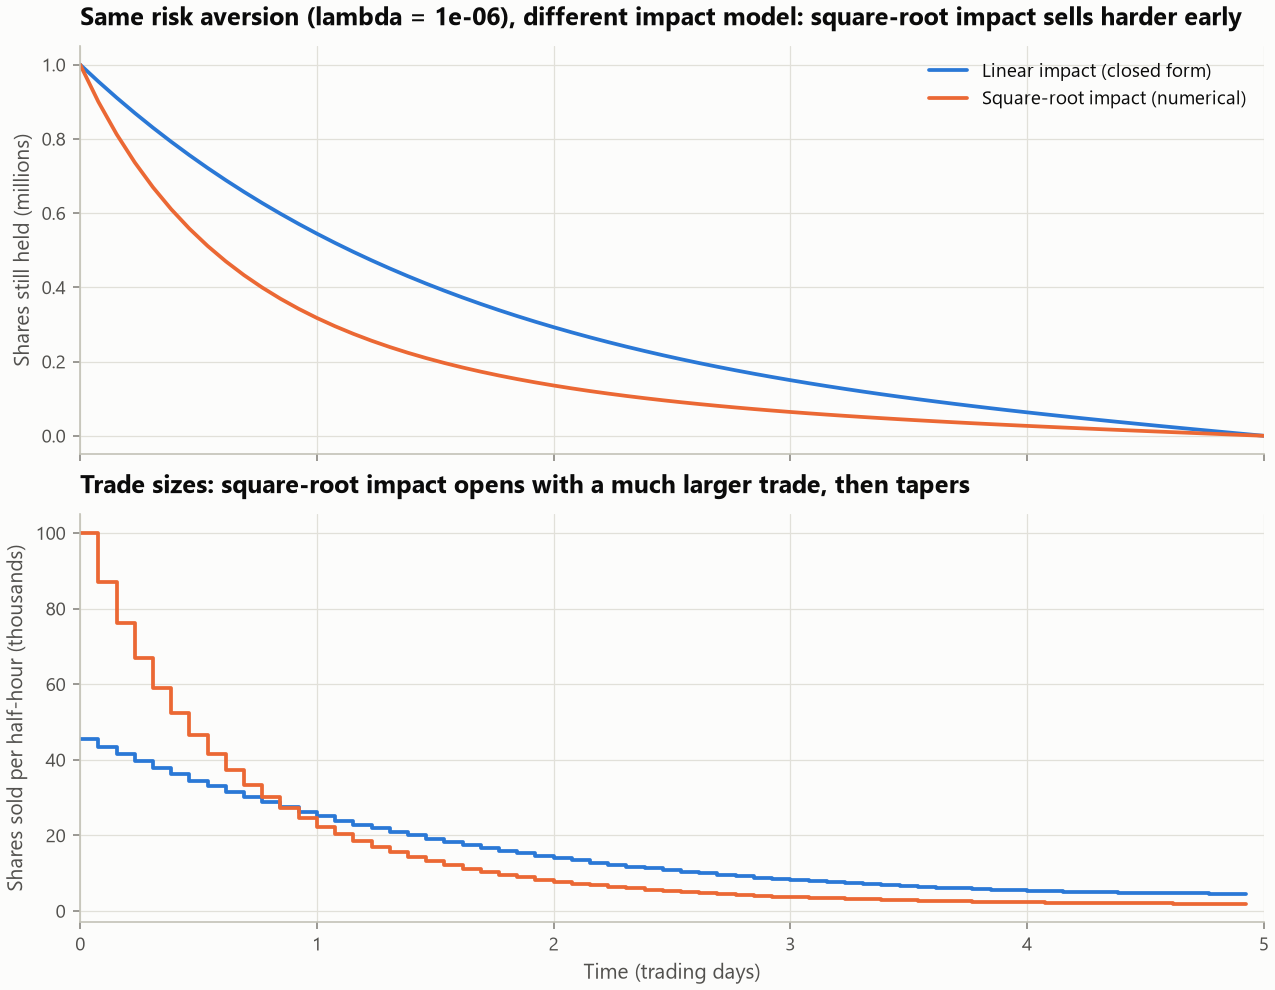 Same risk aversion (lambda = 1e-06), different impact model: square-root impact sells harder early
Linear impact (closed form)
Square-root impact (numerical)
Shares still held (millions)
1.0
0.8
0.6
0.4
0.2
0.0
Trade sizes: square-root impact opens with a much larger trade, then tapers
Shares sold per half-hour (thousands)
100
80
60
40
20
0
0 1 2 3 4 5
Time (trading days)